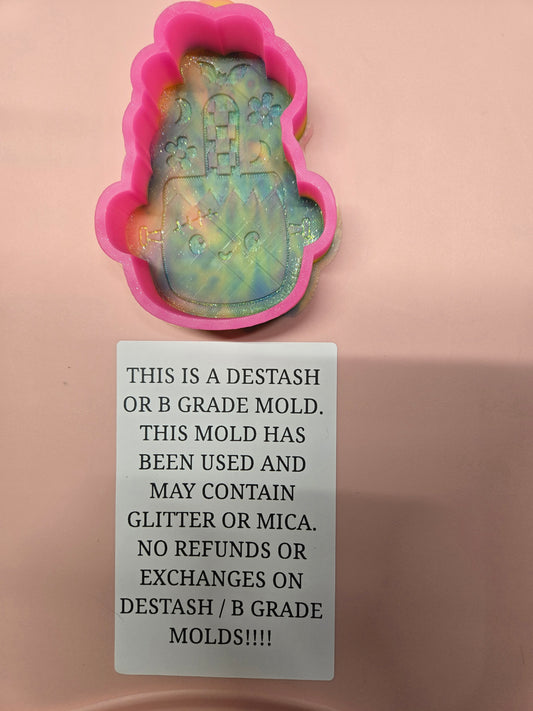 THIS IS A DESTASH
OR B GRADE MOLD.
THIS MOLD HAS
BEEN USED AND
MAY CONTAIN
GLITTER OR MICA.
NO REFUNDS OR
EXCHANGES ON
DESTASH / B GRADE
MOLDS!!!!